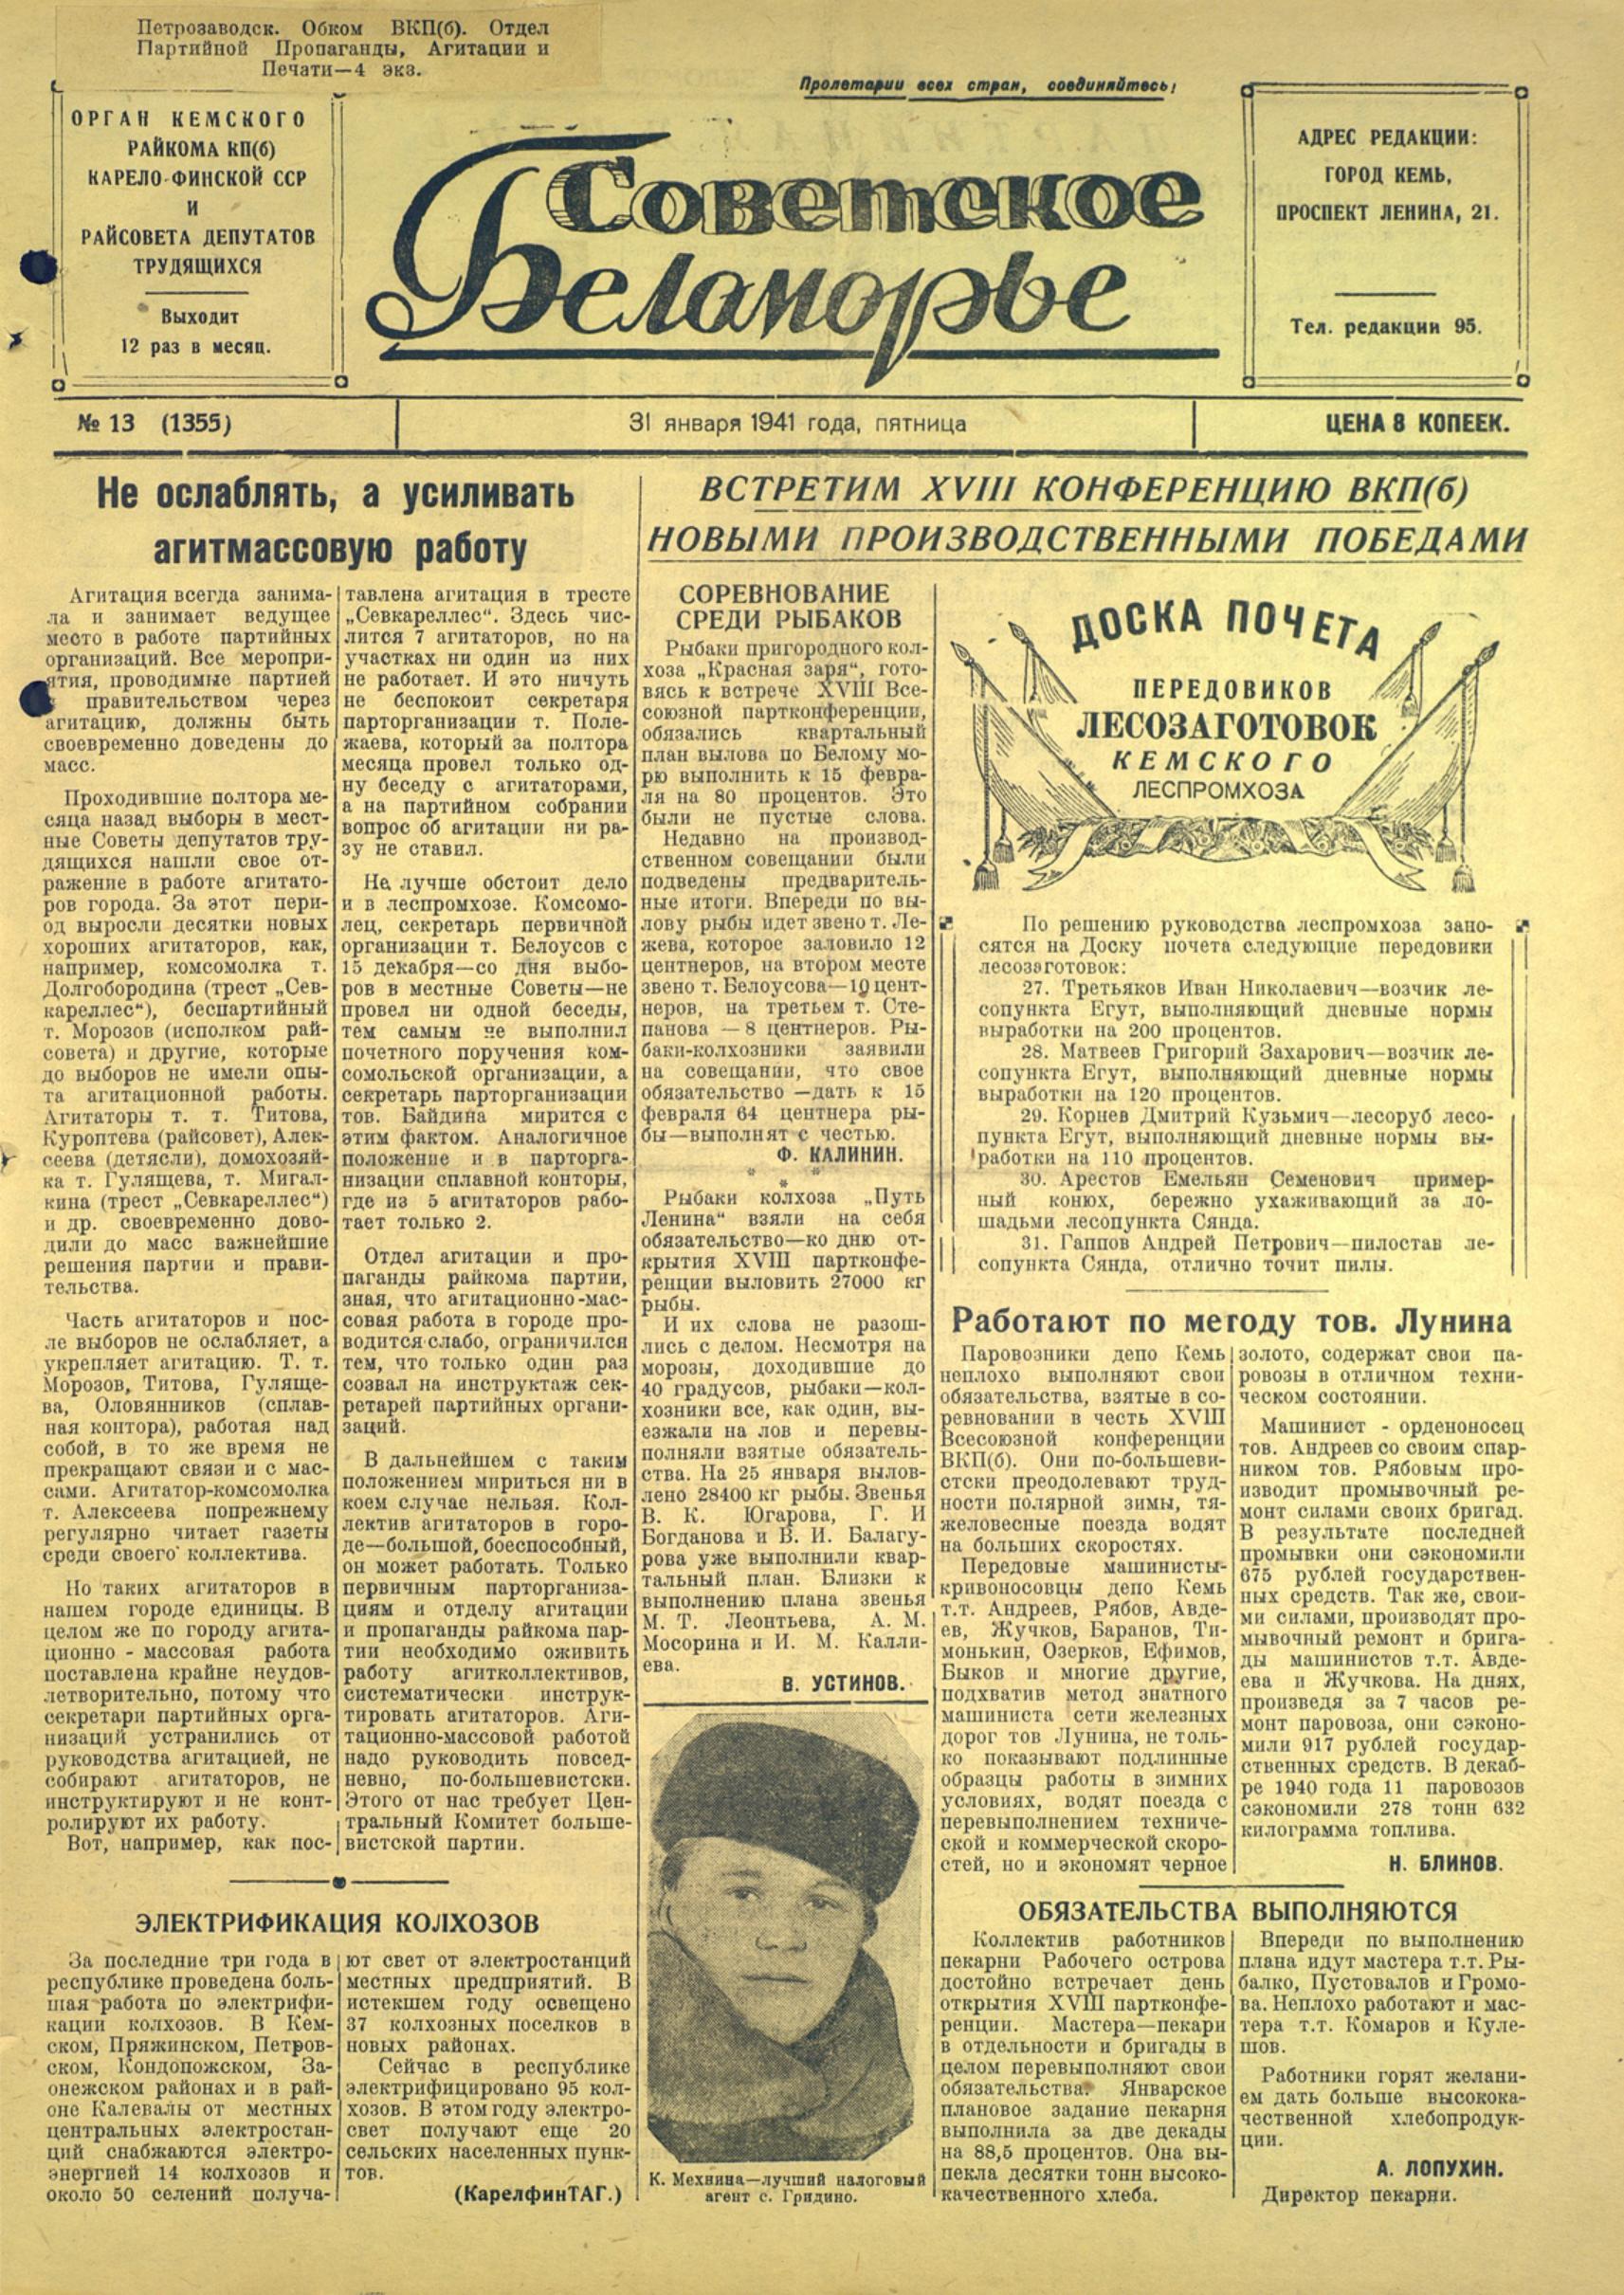 Петрозаводск. Обком ВКП(б). Отдел
Партийной Пропаганды, Агитации и
Печати—4 экз.
Пролетарии всех стран, соединяйтесь!
ОРГАН КЕМСКОГО
РАЙКОМА КП(б)
КАРЕЛО-ФИНСКОЙ ССР
И
РАЙСОВЕТА ДЕПУТАТОВ
ТРУДЯЩИХСЯ
Выходит
12 раз в месяц.
Советское
Беломорье
АДРЕС РЕДАКЦИИ:
ГОРОД КЕМЬ,
ПРОСПЕКТ ЛЕНИНА, 21.
Тел. редакции 95.
№ 13 (1355)
31 января 1941 года, пятница
ЦЕНА 8 КОПЕЕК.
Не ослаблять, а усиливать
агитмассовую работу
Агитация всегда занима-
ла и занимает ведущее
место в работе партийных
организаций. Все меропри-
ятия, проводимые партией
правительством через
агитацию, должны быть
своевременно доведены до
масс.
Проходившие полтора ме-
сяца назад выборы в мест-
ные Советы депутатов тру-
дящихся нашли свое от-
ражение в работе агитато-
ров города. За этот пери-
од выросли десятки новых
хороших агитаторов, как,
например, комсомолка т.
Долгобородина (трест „Сев-
кареллес“), беспартийный
т. Морозов (исполком рай-
совета) и другие, которые
до выборов не имели опы-
та агитационной работы.
Агитаторы т. т. Титова,
Куроптева (райсовет), Алек-
сеева (детясли), домохозяй-
ка т. Гулящева, т. Мигал-
кина (трест „Севкареллес“)
и др. своевременно дово-
дили до масс важнейшие
решения партии и прави-
тельства.
Часть агитаторов и пос-
ле выборов не ослабляет, а
укрепляет агитацию. Т. т.
Морозов, Титова, Гуляще-
ва, Оловянников (сплав-
ная контора), работая над
собой, в то же время не
прекращают связи и с мас-
сами. Агитатор-комсомолка
т. Алексеева попрежнему
регулярно читает газеты
среди своего коллектива.
Но таких агитаторов в
нашем городе единицы. В
целом же по городу агита-
ционно - массовая работа
поставлена крайне неудов-
летворительно, потому что
секретари партийных орга-
низаций устранились от
руководства агитацией, не
собирают агитаторов, не
инструктируют и не конт-
ролируют их работу.
Вот, например, как пос-
тавлена агитация в тресте
„Севкареллес“. Здесь чис-
лится 7 агитаторов, но на
участках ни один из них
не работает. И это ничуть
не беспокоит секретаря
парторганизации т. Поле-
жаева, который за полтора
месяца провел только од-
ну беседу с агитаторами,
а на партийном собрании
вопрос об агитации ни ра-
зу не ставил.
Не лучше обстоит дело
и в леспромхозе. Комсомо-
лец, секретарь первичной
организации т. Белоусов с
15 декабря—со дня выбо-
ров в местные Советы—не
провел ни одной беседы,
тем самым не выполнил
почетного поручения ком-
сомольской организации, а
секретарь парторганизации
тов. Байдина мирится с
этим фактом. Аналогичное
положение и в парторга-
низации сплавной конторы,
где из 5 агитаторов рабо-
тает только 2.
Отдел агитации и про-
паганды райкома партии,
зная, что агитационно-мас-
совая работа в городе про-
водится слабо, ограничился
тем, что только один раз
созвал на инструктаж сек-
ретарей партийных органи-
заций.
В дальнейшем с таким
положением мириться ни в
коем случае нельзя. Кол-
лектив агитаторов в горо-
де—большой, боеспособный,
он может работать. Только
первичным парторганиза-
циям и отделу агитации
и пропаганды райкома пар-
тии необходимо оживить
работу агитколлективов,
систематически инструк-
тировать агитаторов. Аги-
тационно-массовой работой
надо руководить повсед-
невно, по-большевистски.
Этого от нас требует Цен-
тральный Комитет больше-
вистской партии.
ЭЛЕКТРИФИКАЦИЯ КОЛХОЗОВ
За последние три года в
республике проведена боль-
шая работа по электрифи-
кации колхозов. В Кем-
ском, Пряжинском, Петров-
ском, Кондопожском, За-
онежском районах и в рай-
оне Калевалы от местных
центральных электростан-
ций снабжаются электро-
энергией 14 колхозов и
около 50 селений получа-
ют свет от электростанций
местных предприятий. В
истекшем году освещено
37 колхозных поселков в
новых районах.
Сейчас в республике
электрифицировано 95 кол-
хозов. В этом году электро-
свет получают еще 20
сельских населенных пунк-
тов.
(КарелфинТАГ.)
ВСТРЕТИМ XVIII КОНФЕРЕНЦИЮ ВКП(б)
НОВЫМИ ПРОИЗВОДСТВЕННЫМИ ПОБЕДАМИ
СОРЕВНОВАНИЕ
СРЕДИ РЫБАКОВ
Рыбаки пригородного кол-
хоза „Красная заря“, гото-
вясь к встрече XVIII Все-
союзной партконференции,
обязались квартальный
план вылова по Белому мо-
рю выполнить к 15 февра-
ля на 80 процентов. Это
были не пустые слова.
Недавно на производ-
ственном совещании были
подведены предваритель-
ные итоги. Впереди по вы-
лову рыбы идет звено т. Ле-
жева, которое заловило 12
центнеров, на втором месте
звено т. Белоусова—10 цент-
неров, на третьем т. Сте-
панова — 8 центнеров. Ры-
баки-колхозники заявили
на совещании, что свое
обязательство —дать к 15
февраля 64 центнера ры-
бы—выполнят с честью.
Ф. КАЛИНИН.
* * *
Рыбаки колхоза „Путь
Ленина“ взяли на себя
обязательство—ко дню от-
крытия XVIII партконфе-
ренции выловить 27000 кг
рыбы.
И их слова не разош-
лись с делом. Несмотря на
морозы, доходившие до
40 градусов, рыбаки—кол-
хозники все, как один, вы-
езжали на лов и перевы-
полняли взятые обязатель-
ства. На 25 января вылов-
лено 28400 кг рыбы. Звенья
В. К. Югарова, Г. И
Богданова и В. И. Балагу-
рова уже выполнили квар-
тальный план. Близки к
выполнению плана звенья
М. Т. Леонтьева, А. М.
Мосорина и И. М. Калли-
ева.
В. УСТИНОВ.
К. Мехнина—лучший налоговый
агент с. Гридино.
ДОСКА ПОЧЕТА
ПЕРЕДОВИКОВ
ЛЕСОЗАГОТОВОК
КЕМСКОГО
ЛЕСПРОМХОЗА
По решению руководства леспромхоза зано-
сятся на Доску почета следующие передовики
лесозаготовок:
27. Третьяков Иван Николаевич—возчик ле-
сопункта Егут, выполняющий дневные нормы
выработки на 200 процентов.
28. Матвеев Григорий Захарович—возчик ле-
сопункта Егут, выполняющий дневные нормы
выработки на 120 процентов.
29. Корнев Дмитрий Кузьмич—лесоруб лесо-
пункта Егут, выполняющий дневные нормы вы-
работки на 110 процентов.
30. Арестов Емельян Семенович пример-
ный конюх, бережно ухаживающий за ло-
шадьми лесопункта Сянда.
31. Гаппов Андрей Петрович—пилостав ле-
сопункта Сянда, отлично точит пилы.
Работают по методу тов. Лунина
Паровозники депо Кемь
неплохо выполняют свои
обязательства, взятые в со-
ревновании в честь XVIII
Всесоюзной конференции
ВКП(б). Они по-большеви-
стски преодолевают труд-
ности полярной зимы, тя-
желовесные поезда водят
на больших скоростях.
Передовые машинисты-
кривоносовцы депо Кемь
т.т. Андреев, Рябов, Авде-
ев, Жучков, Баранов, Ти-
монькин, Озерков, Ефимов,
Быков и многие другие,
подхватив метод знатного
машиниста сети железных
дорог тов Лунина, не толь-
ко показывают подлинные
образцы работы в зимних
условиях, водят поезда с
перевыполнением техниче-
ской и коммерческой скоро-
стей, но и экономят черное
золото, содержат свои па-
ровозы в отличном техни-
ческом состоянии.
Машинист - орденоносец
тов. Андреев со своим спар-
ником тов. Рябовым про-
изводит промывочный ре-
монт силами своих бригад.
В результате последней
промывки они сэкономили
675 рублей государствен-
ных средств. Так же, свои-
ми силами, производят про-
мывочный ремонт и брига-
ды машинистов т.т. Авде-
ева и Жучкова. На днях,
произведя за 7 часов ре-
монт паровоза, они сэконо-
мили 917 рублей государ-
ственных средств. В декаб-
ре 1940 года 11 паровозов
сэкономили 278 тонн 632
килограмма топлива.
Н. БЛИНОВ.
ОБЯЗАТЕЛЬСТВА ВЫПОЛНЯЮТСЯ
Коллектив работников
пекарни Рабочего острова
достойно встречает день
открытия XVIII партконфе-
ренции. Мастера—пекари
в отдельности и бригады в
целом перевыполняют свои
обязательства. Январское
плановое задание пекарня
выполнила за две декады
на 88,5 процентов. Она вы-
пекла десятки тонн высоко-
качественного хлеба.
Впереди по выполнению
плана идут мастера т.т. Ры-
балко, Пустовалов и Громо-
ва. Неплохо работают и мас-
тера т.т. Комаров и Куле-
шов.
Работники горят желани-
ем дать больше высокока-
чественной хлебопродук-
ции.
А. ЛОПУХИН.
Директор пекарни.